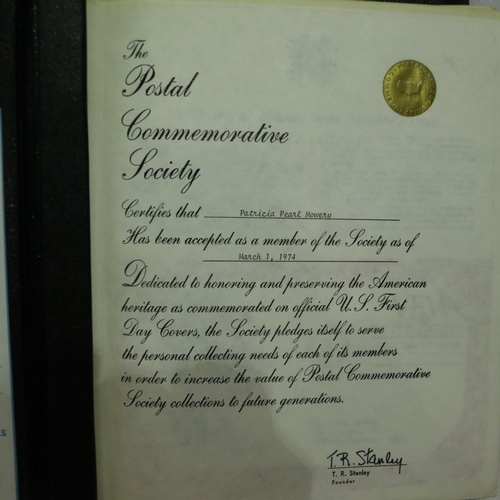 The
Postal
Commemorative
Society
Certifies that Patricia Pearl Mowery
Has been accepted as a member of the Society as of
March 1, 1974
Dedicated to honoring and preserving the American
heritage as commemorated on official U.S. First
Day Covers, the Society pledges itself to serve
the personal collecting needs of each of its members
in order to increase the value of Postal Commemorative
Society collections to future generations.
T.R. Stanley
T. R. Stanley
Founder